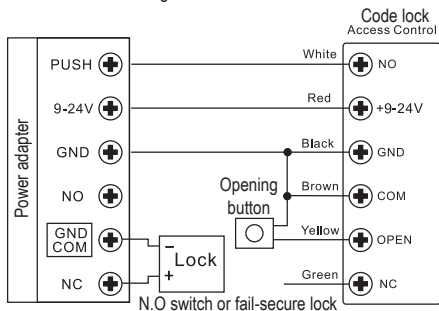 Code lock
Access Control
Power adapter
PUSH
9-24V
GND
NO
GND
COM
NC
White
Red
Black
Brown
Yellow
Green
Opening
button
–
+
Lock
NO
+9-24V
GND
COM
OPEN
NC
N.O switch or fail-secure lock